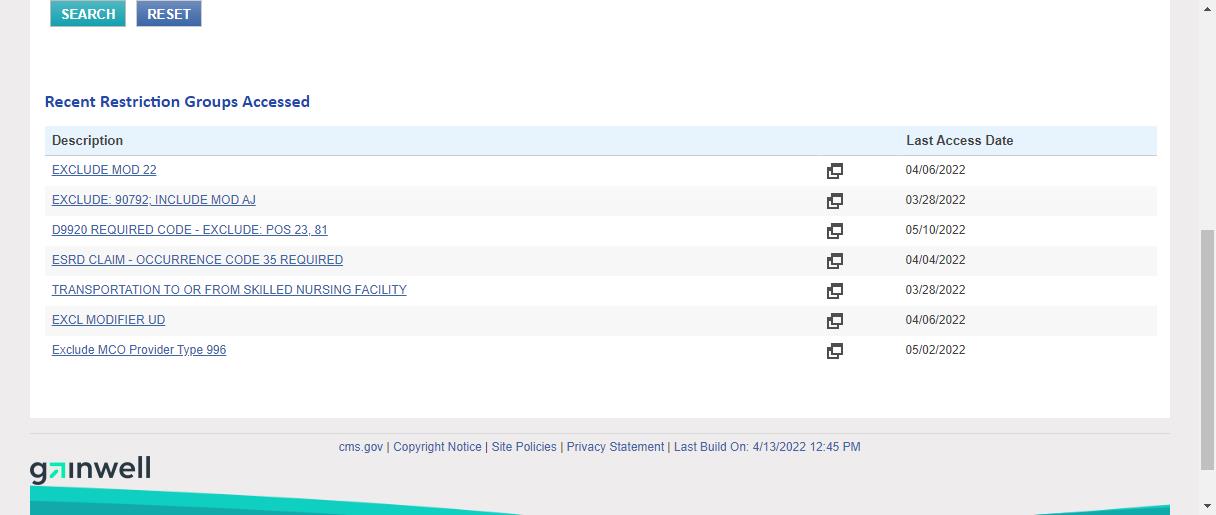 SEARCH RESET
Recent Restriction Groups Accessed
Description Last Access Date
EXCLUDE MOD 22 04/06/2022
EXCLUDE: 90792; INCLUDE MOD AJ 03/28/2022
D9920 REQUIRED CODE - EXCLUDE: POS 23, 81 05/10/2022
ESRD CLAIM - OCCURRENCE CODE 35 REQUIRED 04/04/2022
TRANSPORTATION TO OR FROM SKILLED NURSING FACILITY 03/28/2022
EXCL MODIFIER UD 04/06/2022
Exclude MCO Provider Type 996 05/02/2022
cms.gov | Copyright Notice | Site Policies | Privacy Statement | Last Build On: 4/13/2022 12:45 PM
gainwell